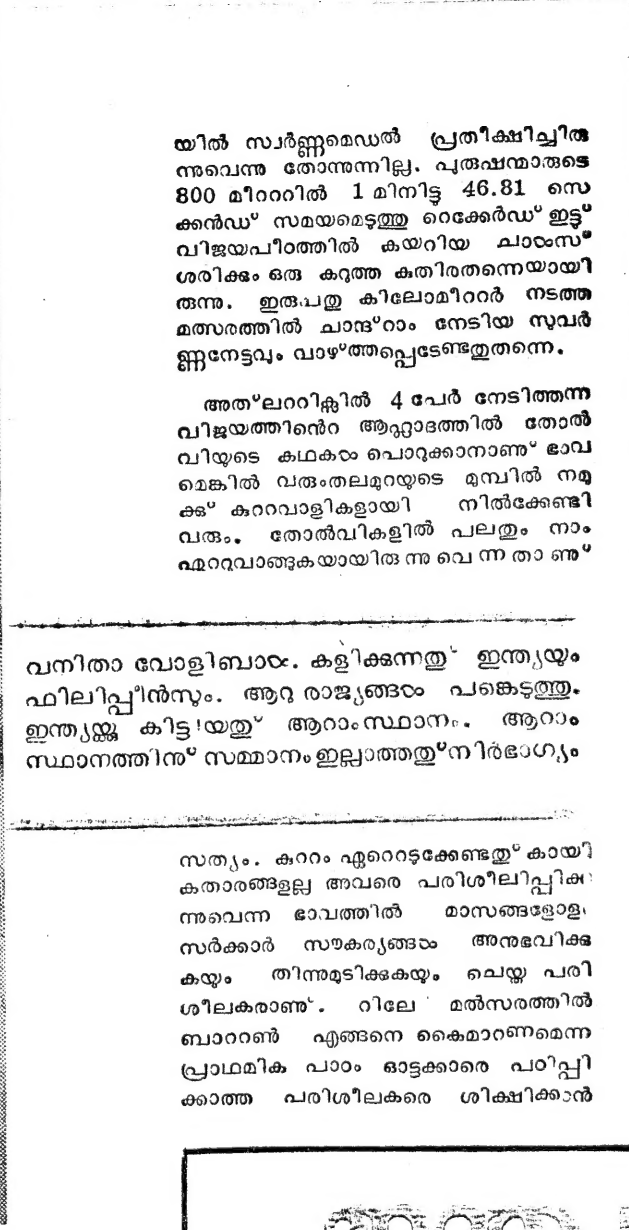 യിൽ സ്വർണ്ണമെഡൽ പ്രതീക്ഷിച്ചിരു
ന്നുവെന്നു തോന്നുന്നില്ല. പുരുഷന്മാരുടെ
800 മീറററിൽ 1 മിനിട്ടു 46.81 സെ
ക്കൻഡ് സമയമെടുത്തു റെക്കേർഡ് ഇട്ടു്
വിജയപീഠത്തിൽ കയറിയ ചാൾസ്
ശരിക്കും ഒരു കറുത്ത കുതിരതന്നെയായി
രുന്നു. ഇരുപതു കിലോമീററർ നടത്ത
മത്സരത്തിൽ ചാന്ദ്റാം നേടിയ സുവർ
ണ്ണനേട്ടവും വാഴ്ത്തപ്പെടേണ്ടതുതന്നെ.
അത്‌ലററിക്സിൽ 4 പേർ നേടിത്തന്ന
വിജയത്തിൻെറ ആഹ്ലാദത്തിൽ തോൽ
വിയുടെ കഥകൾ പൊറുക്കാനാണു് ഭാവ
മെങ്കിൽ വരുംതലമുറയുടെ മുമ്പിൽ നമു
ക്കു് കുററവാളികളായി നിൽക്കേണ്ടി
വരും. തോൽവികളിൽ പലതും നാം
ഏററുവാങ്ങുകയായിരുന്നുവെന്നതാണു്
വനിതാ വോളിബാൾ. കളിക്കുന്നതു് ഇന്ത്യയും
ഫിലിപ്പീൻസും. ആറു രാജ്യങ്ങൾ പങ്കെടുത്തു.
ഇന്ത്യയ്ക്കു കിട്ടിയതു് ആറാംസ്ഥാനം. ആറാം
സ്ഥാനത്തിനു് സമ്മാനം ഇല്ലാത്തതു് നിർഭാഗ്യം
സത്യം. കുററം ഏറെറടുക്കേണ്ടതു് കായി
കതാരങ്ങളല്ല അവരെ പരിശീലിപ്പിക്കു
ന്നുവെന്ന ഭാവത്തിൽ മാസങ്ങളോളം
സർക്കാർ സൗകര്യങ്ങൾ അനുഭവിക്കു
കയും തിന്നുമുടിക്കുകയും ചെയ്ത പരി
ശീലകരാണു്. റിലേ മൽസരത്തിൽ
ബാററൺ എങ്ങനെ കൈമാറണമെന്ന
പ്രാഥമിക പാഠം ഓട്ടക്കാരെ പഠിപ്പി
ക്കാത്ത പരിശീലകരെ ശിക്ഷിക്കാൻ